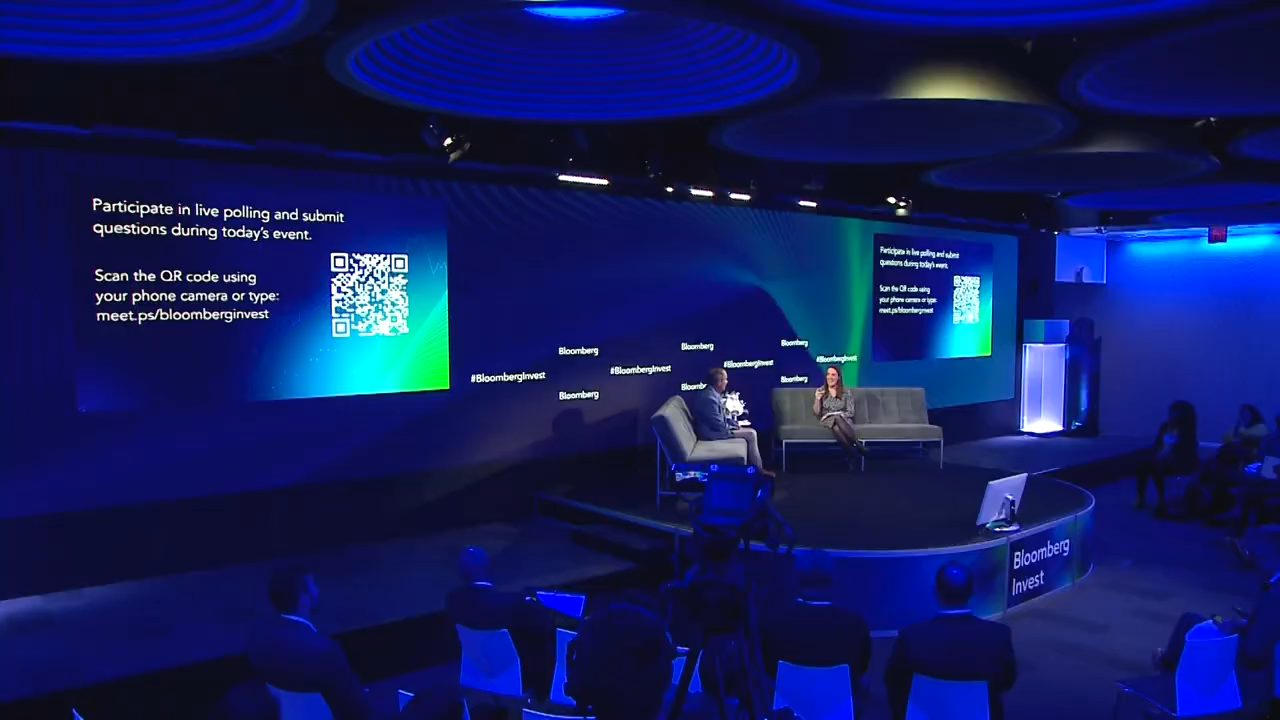 Participate in live polling and submit
questions during today's event.
Scan the QR code using
your phone camera or type:
meet.ps/bloomberginvest
Participate in live polling and submit
questions during today's event.
Scan the QR code using
your phone camera or type:
meet.ps/bloomberginvest
Bloomberg
Bloomberg
Bloomberg
#BloombergInvest
#BloombergInvest
#BloombergInvest
#BloombergInvest
Bloomberg
Bloomberg
Bloomberg
Bloomberg
Invest